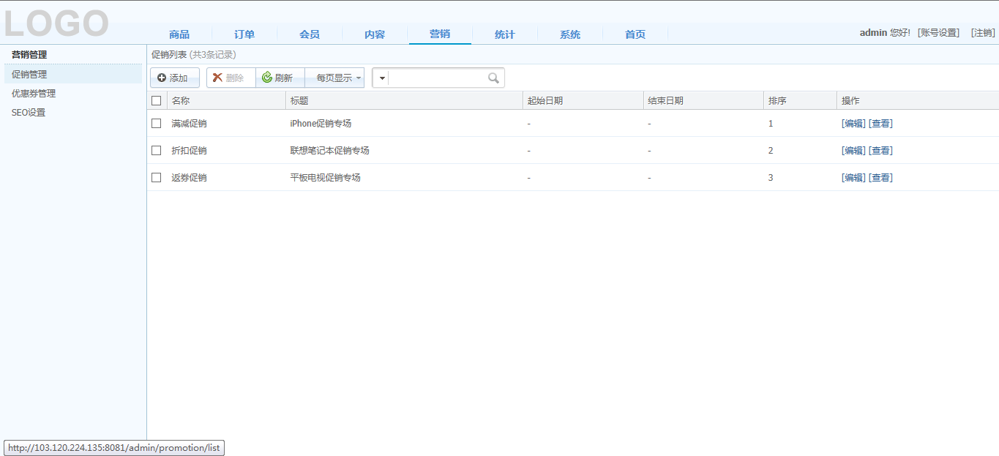 LOGO
商品 订单 会员 内容 营销 统计 系统 首页 admin 您好! [账号设置] [注销]
营销管理
促销管理
优惠券管理
SEO设置
促销列表 (共3条记录)
添加 删除 刷新 每页显示
名称 标题 起始日期 结束日期 排序 操作
满减促销 iPhone促销专场 - - 1 [编辑] [查看]
折扣促销 联想笔记本促销专场 - - 2 [编辑] [查看]
返券促销 平板电视促销专场 - - 3 [编辑] [查看]
http://103.120.224.135:8081/admin/promotion/list